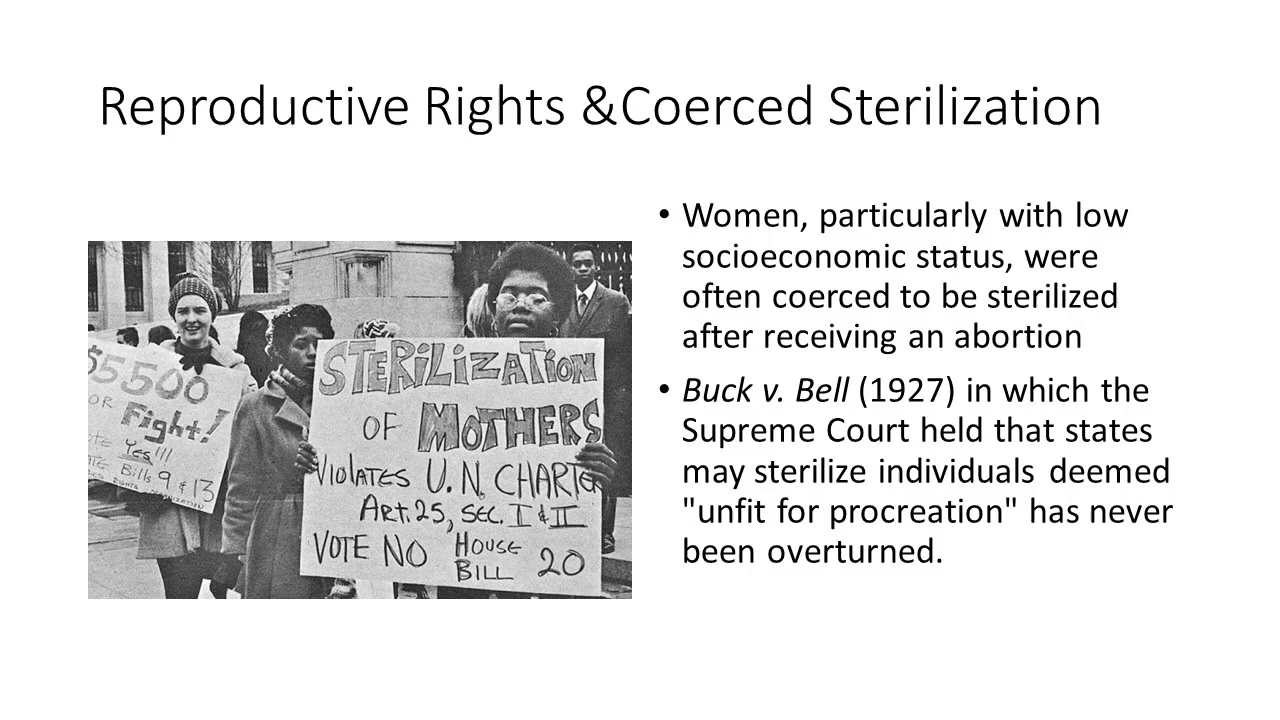 Reproductive Rights &Coerced Sterilization
$5500
OR Fight!
Yes!!!
Bills 9 & 13
STERILIZATION
OF MOTHERS
VIOLATES U.N. CHARTER
ART. 25, SEC. I & II
VOTE NO HOUSE
BILL 20
• Women, particularly with low
socioeconomic status, were
often coerced to be sterilized
after receiving an abortion
• Buck v. Bell (1927) in which the
Supreme Court held that states
may sterilize individuals deemed
"unfit for procreation" has never
been overturned.